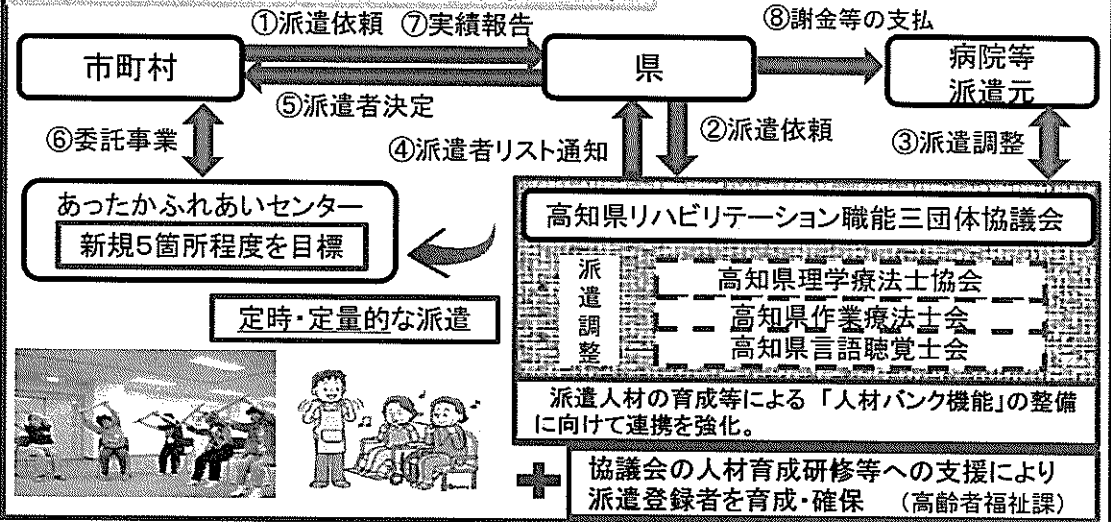 ①派遣依頼 ⑦実績報告
⑧謝金等の支払
市町村
県
病院等
派遣元
⑤派遣者決定
⑥委託事業
④派遣者リスト通知
②派遣依頼
③派遣調整
あったかふれあいセンター
新規5箇所程度を目標
高知県リハビリテーション職能三団体協議会
派遣調整
高知県理学療法士協会
高知県作業療法士会
高知県言語聴覚士会
定時・定量的な派遣
派遣人材の育成等による「人材バンク機能」の整備
に向けて連携を強化。
協議会の人材育成研修等への支援により
派遣登録者を育成・確保 (高齢者福祉課)